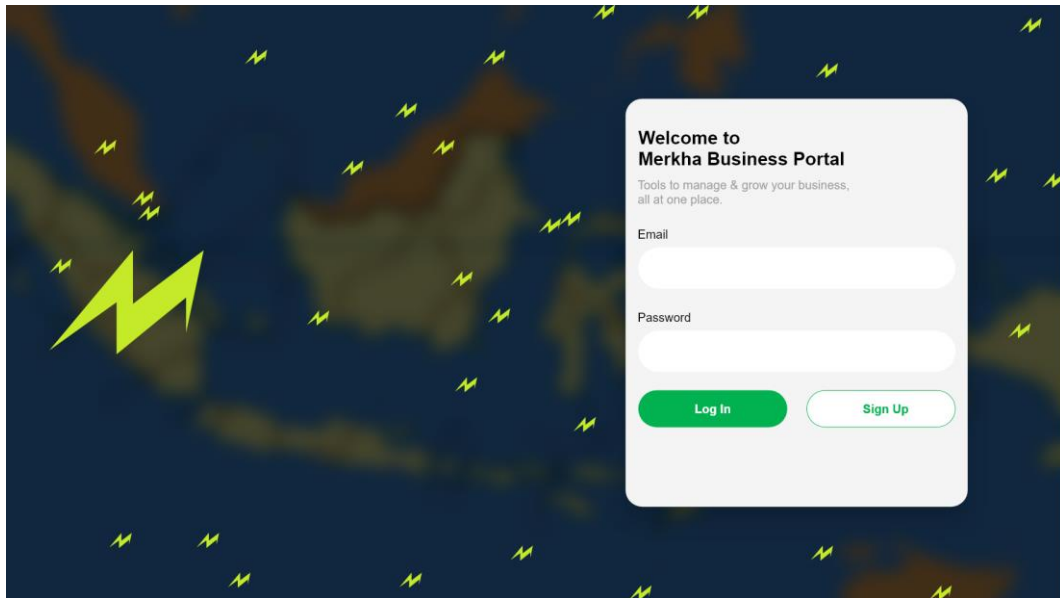 Welcome to
Merkha Business Portal
Tools to manage & grow your business,
all at one place.
Email
Password
Log In
Sign Up